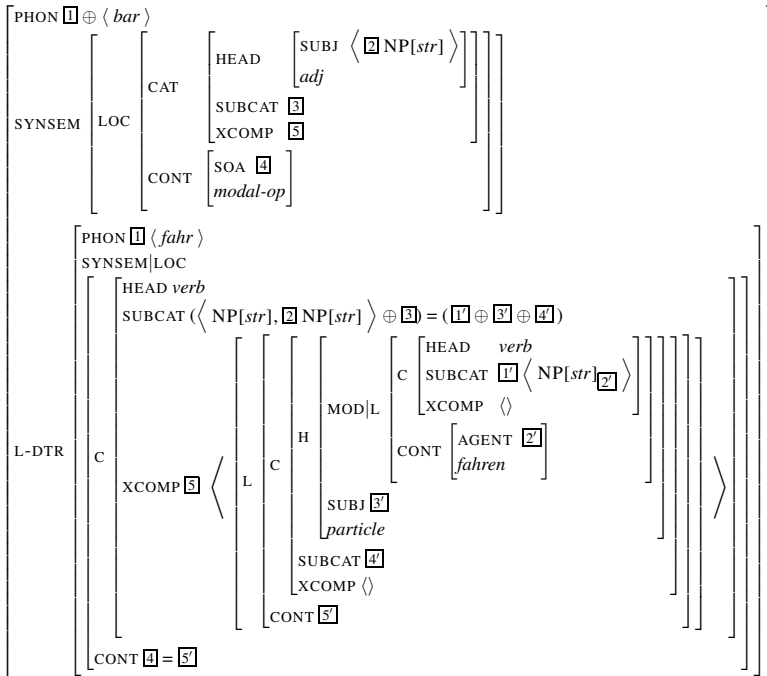 PHON 1 ⊕ ⟨ bar ⟩
SUBJ ⟨ 2 NP[str] ⟩
HEAD
adj
CAT
SUBCAT 3
SYNSEM LOC
XCOMP 5
SOA 4
CONT
modal-op
PHON 1 ⟨ fahr ⟩
SYNSEM|LOC
HEAD verb
SUBCAT (⟨ NP[str], 2 NP[str] ⟩ ⊕ 3) = (1′ ⊕ 3′ ⊕ 4′)
HEAD verb
C SUBCAT 1′ ⟨ NP[str]2′ ⟩
MOD|L
XCOMP ⟨⟩
H
AGENT 2′
L-DTR C C CONT
fahren
XCOMP 5 ⟨ L
SUBJ 3′ ⟩
particle
SUBCAT 4′
XCOMP ⟨⟩
CONT 5′
CONT 4 = 5′